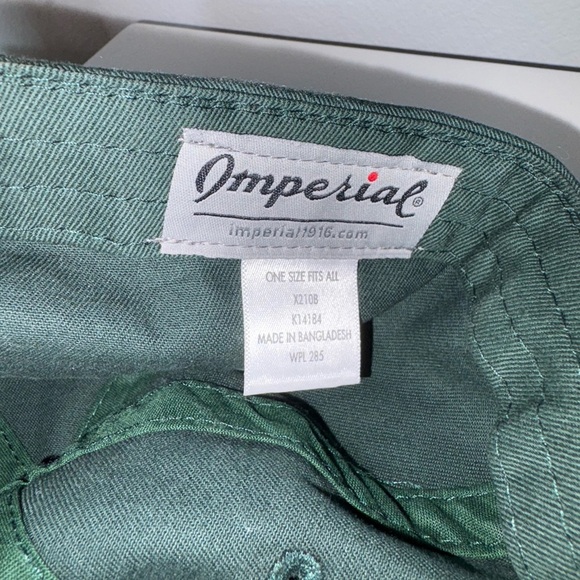 Imperial®
imperial1916.com
ONE SIZE FITS ALL
X210B
K14184
MADE IN BANGLADESH
WPL 285